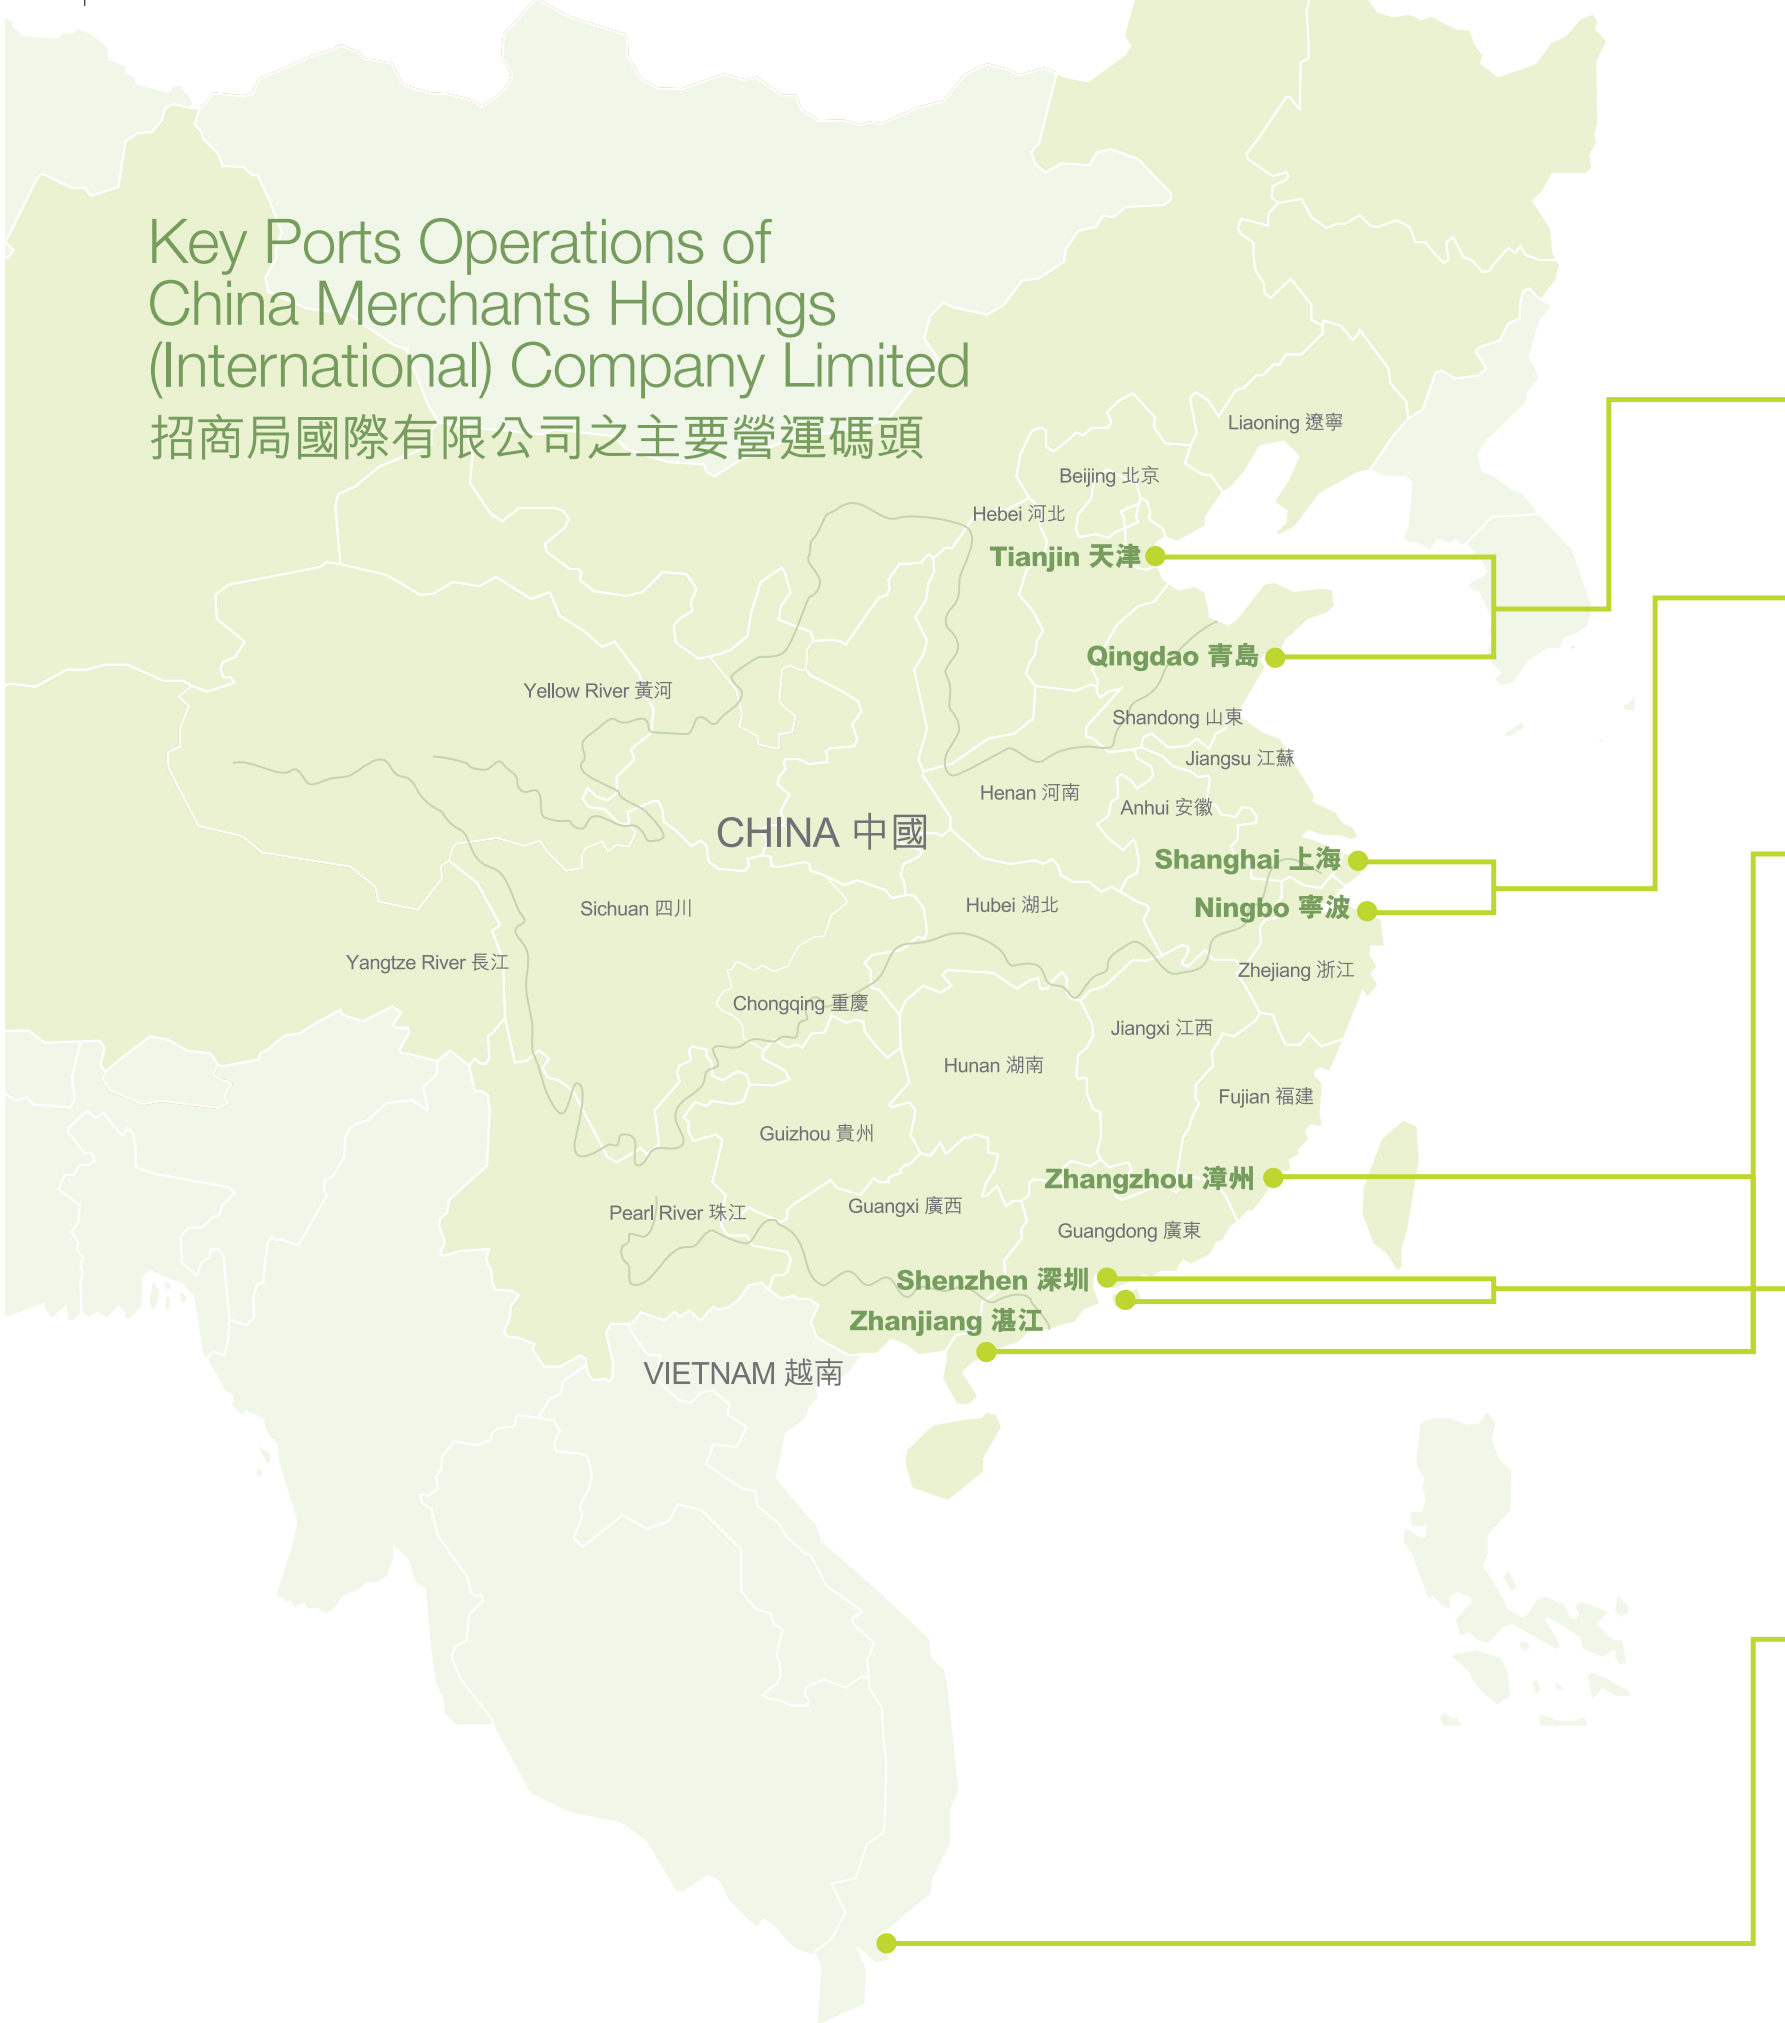 Key Ports Operations of
China Merchants Holdings
(International) Company Limited
招商局國際有限公司之主要營運碼頭
Liaoning 遼寧
Beijing 北京
Hebei 河北
Tianjin 天津
Qingdao 青島
Yellow River 黃河
Shandong 山東
Jiangsu 江蘇
Henan 河南
Anhui 安徽
CHINA 中國
Shanghai 上海
Sichuan 四川
Hubei 湖北
Ningbo 寧波
Yangtze River 長江
Zhejiang 浙江
Chongqing 重慶
Jiangxi 江西
Hunan 湖南
Fujian 福建
Guizhou 貴州
Zhangzhou 漳州
Guangxi 廣西
Pearl River 珠江
Guangdong 廣東
Shenzhen 深圳
Zhanjiang 湛江
VIETNAM 越南